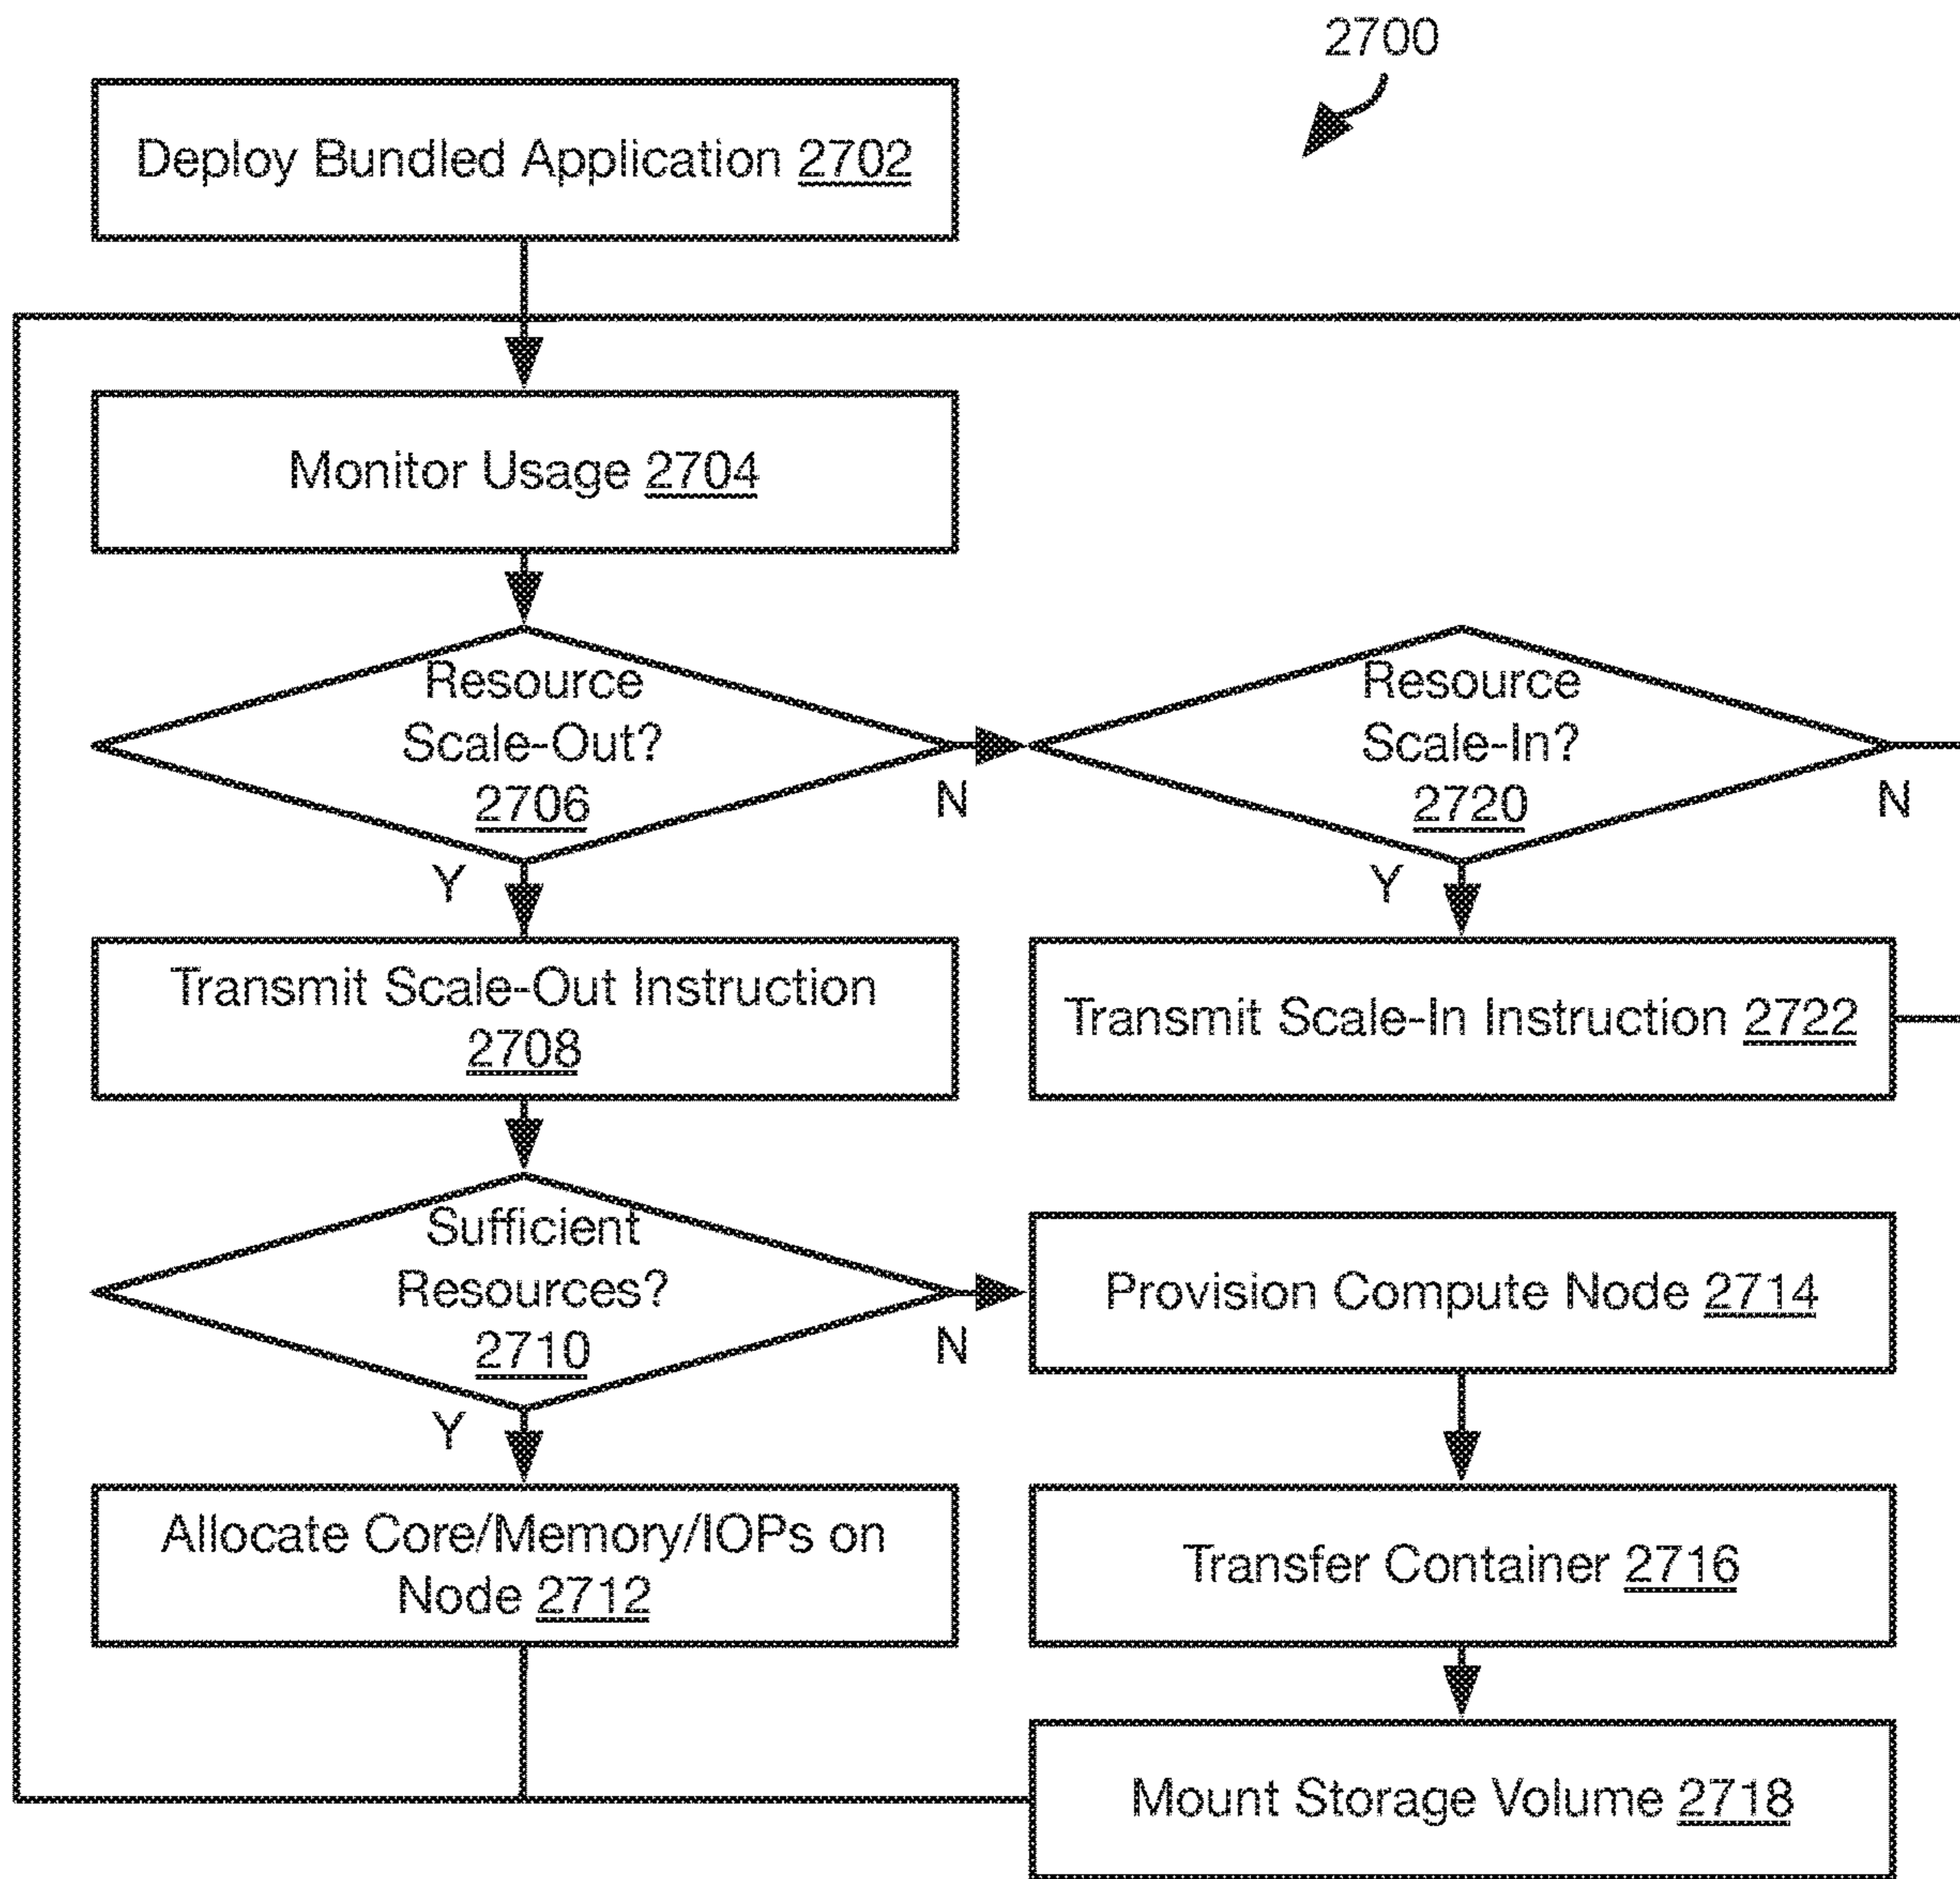 2700
Deploy Bundled Application 2702
Monitor Usage 2704
Resource
Scale-Out?
2706
N
Y
Resource
Scale-In?
2720
N
Y
Transmit Scale-Out Instruction
2708
Transmit Scale-In Instruction 2722
Sufficient
Resources?
2710
N
Y
Provision Compute Node 2714
Allocate Core/Memory/IOPs on
Node 2712
Transfer Container 2716
Mount Storage Volume 2718